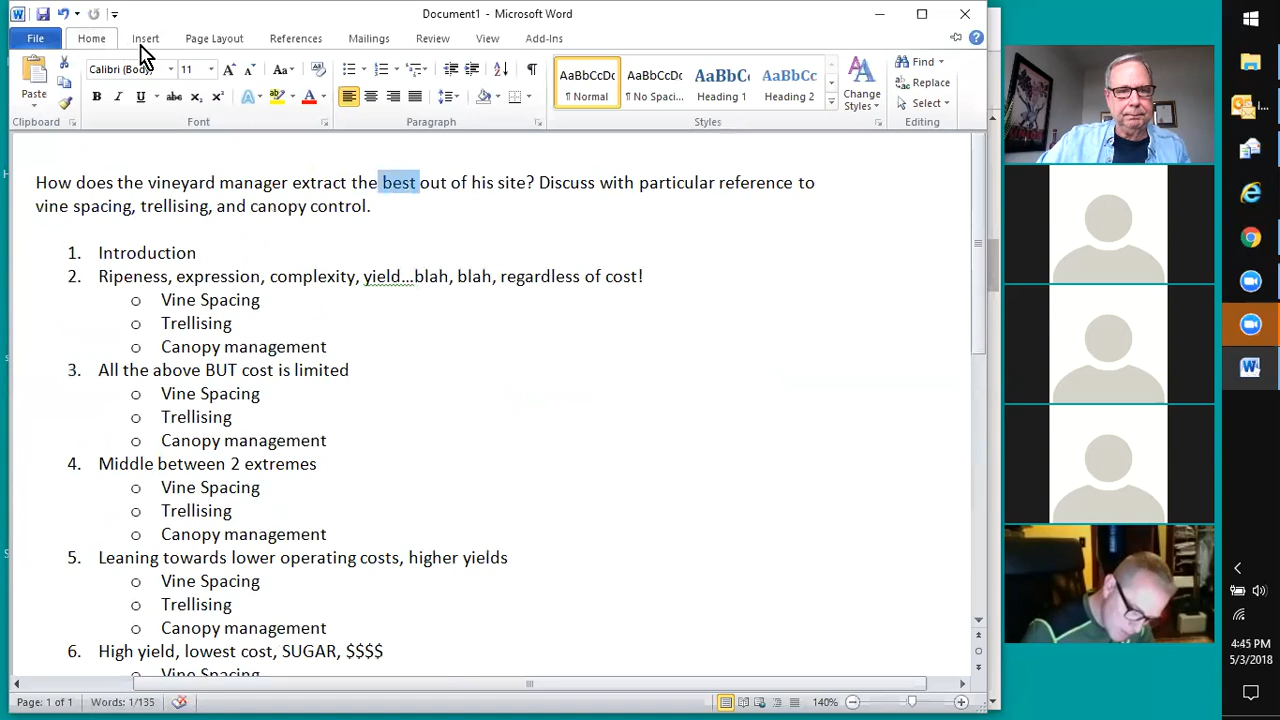 Document1 - Microsoft Word
File Home Insert Page Layout References Mailings Review View Add-Ins
Calibri (Body) 11
Paste
AaBbCcDc AaBbCcDc AaBbCc AaBbCc
¶ Normal ¶ No Spaci... Heading 1 Heading 2
Change
Styles
Find
Replace
Select
Clipboard Font Paragraph Styles Editing
How does the vineyard manager extract the best out of his site? Discuss with particular reference to
vine spacing, trellising, and canopy control.
1. Introduction
2. Ripeness, expression, complexity, yield...blah, blah, regardless of cost!
o Vine Spacing
o Trellising
o Canopy management
3. All the above BUT cost is limited
o Vine Spacing
o Trellising
o Canopy management
4. Middle between 2 extremes
o Vine Spacing
o Trellising
o Canopy management
5. Leaning towards lower operating costs, higher yields
o Vine Spacing
o Trellising
o Canopy management
6. High yield, lowest cost, SUGAR, $$$$
o Vine Spacing
Page: 1 of 1 Words: 1/135 140%
4:45 PM
5/3/2018